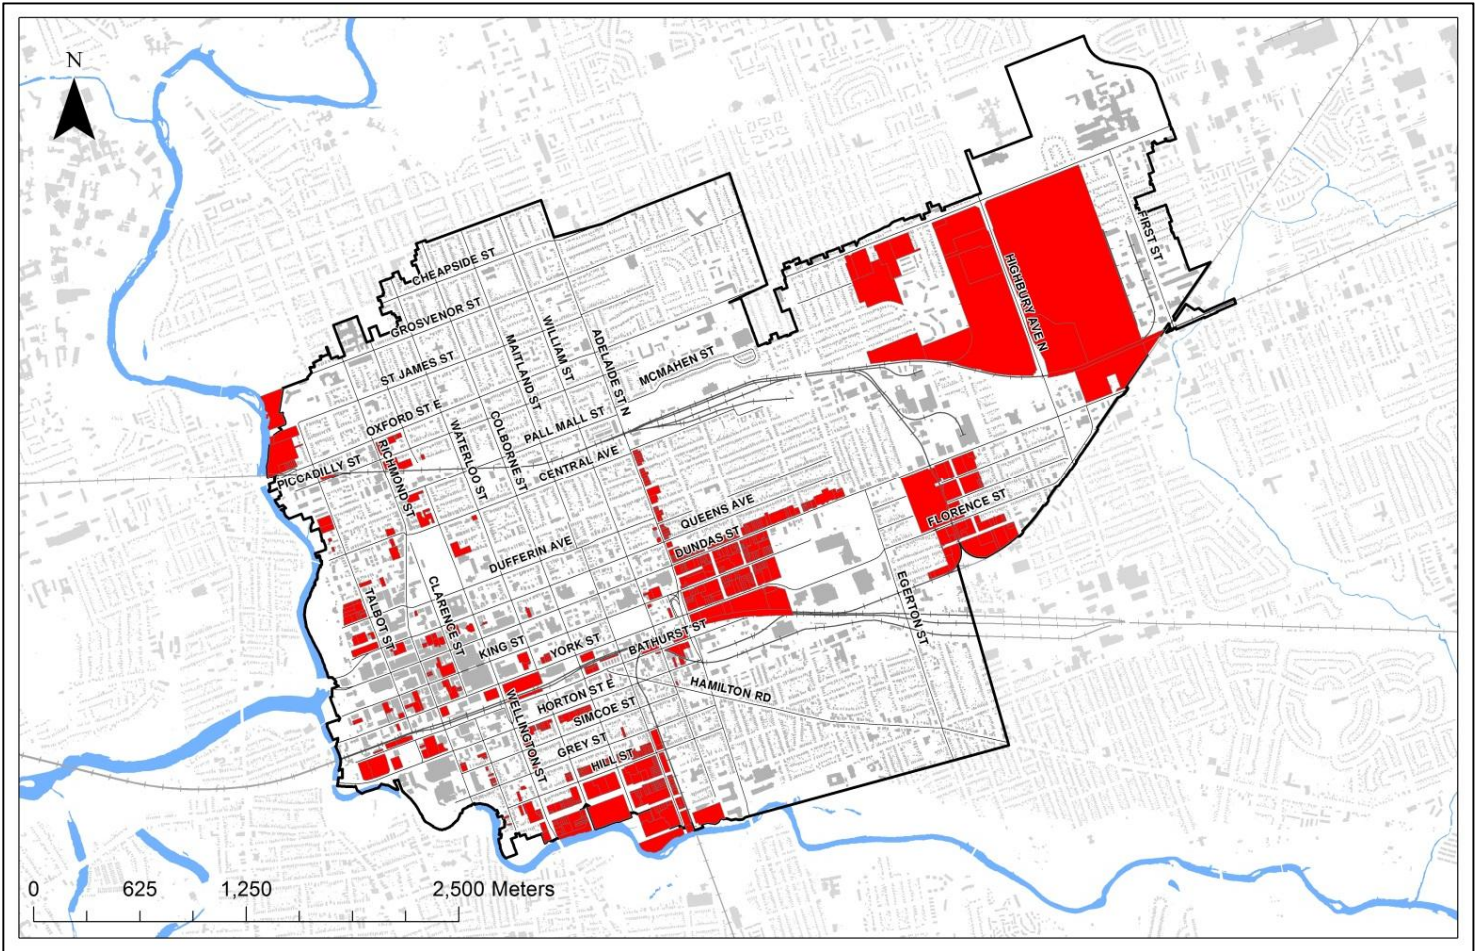 N
FIRST ST
HIGHBURY AVE N
CHEAPSIDE ST
GROSVENOR ST
WILLIAM ST
MAITLAND ST
ADELAIDE ST N
ST JAMES ST
MCMAHEN ST
OXFORD ST E
PALL MALL ST
COLBORNE ST
WATERLOO ST
RICHMOND ST
CENTRAL AVE
PICCADILLY ST
QUEENS AVE
FLORENCE ST
DUNDAS ST
DUFFERIN AVE
EGERTON ST
TALBOT ST
CLARENCE ST
KING ST
YORK ST
BATHURST ST
HAMILTON RD
HORTON ST E
WELLINGTON ST
SIMCOE ST
GREY ST
HILL ST
0 625 1,250 2,500 Meters